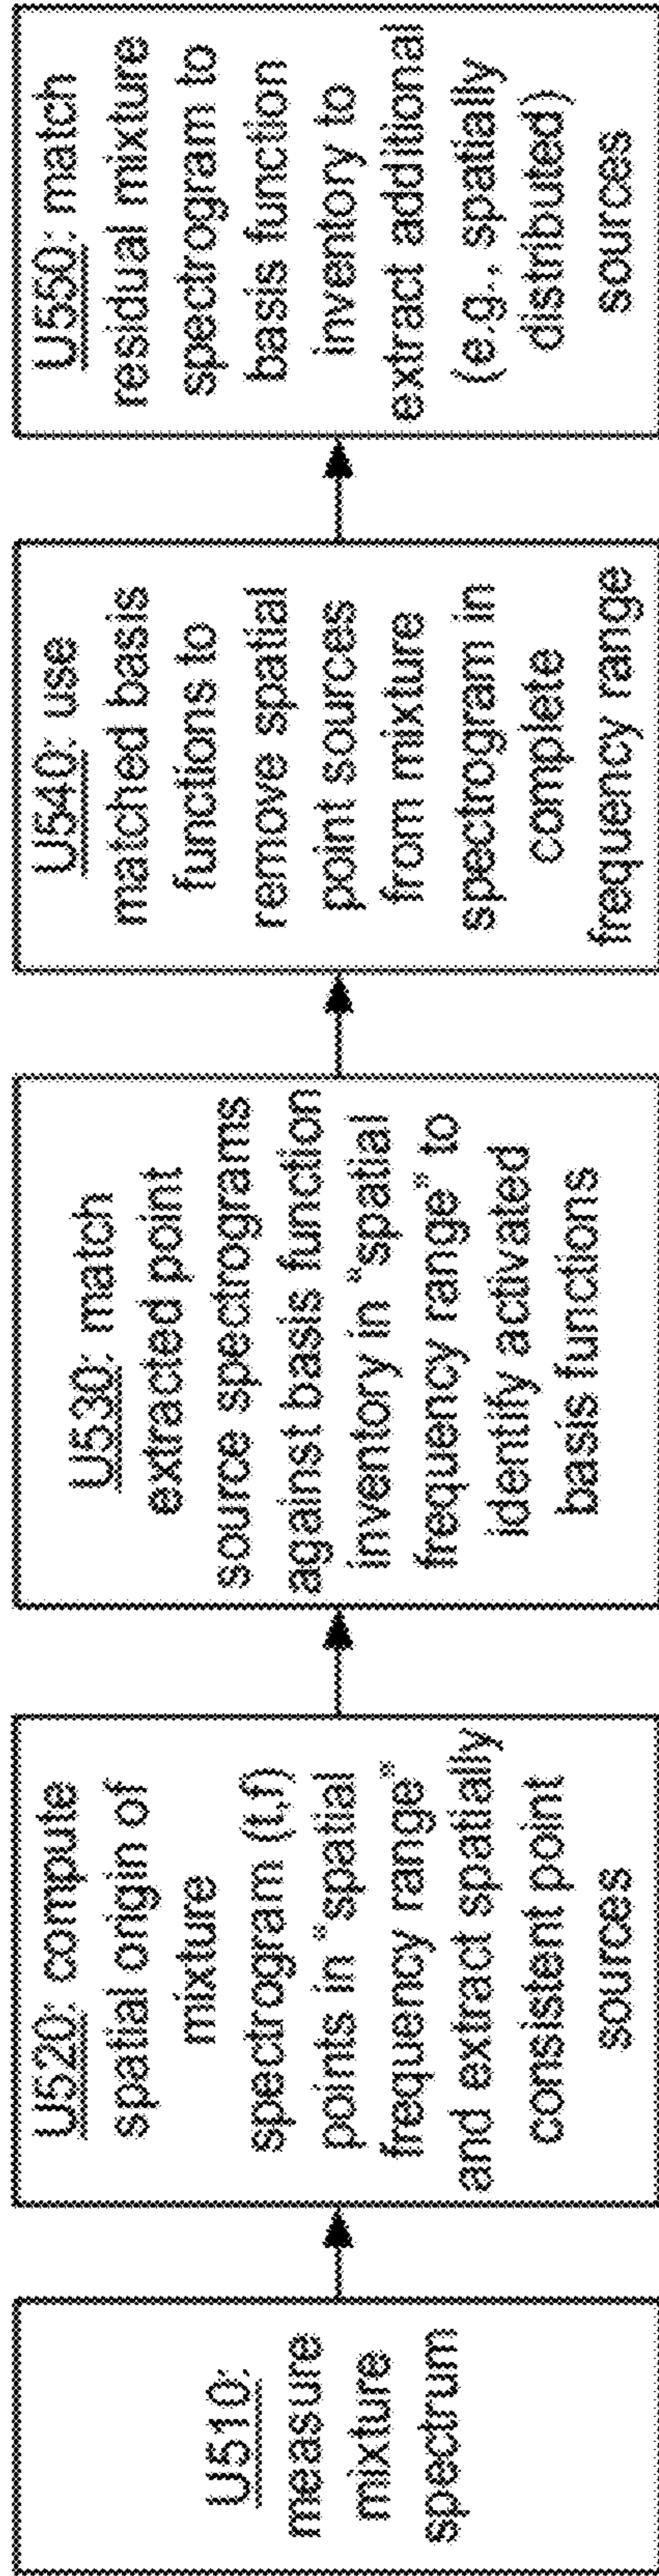 U510:
measure
mixture
spectrum
U520: compute
spatial origin of
mixture
spectrogram (t,f)
points in "spatial
frequency range"
and extract spatially
consistent point
sources
U530: match
extracted point
source spectrograms
against basis function
inventory in "spatial
frequency range" to
identify activated
basis functions
U540: use
matched basis
functions to
remove spatial
point sources
from mixture
spectrogram in
complete
frequency range
U550: match
residual mixture
spectrogram to
basis function
inventory to
extract additional
(e.g., spatially
distributed)
sources